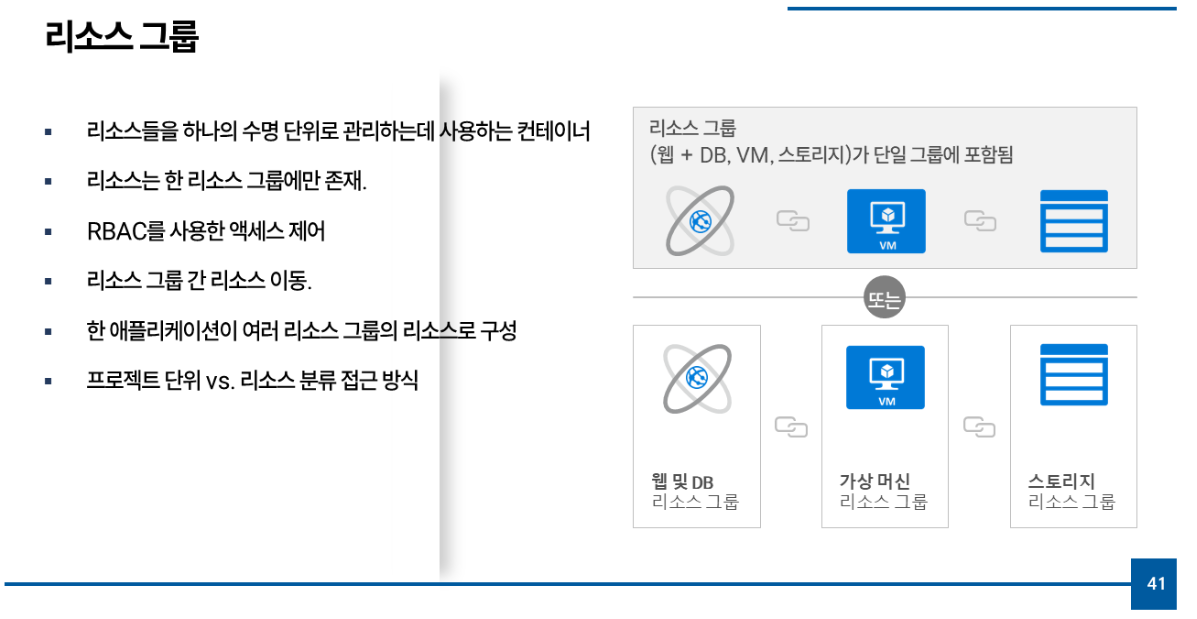 리소스 그룹
▪ 리소스들을 하나의 수명 단위로 관리하는데 사용하는 컨테이너
▪ 리소스는 한 리소스 그룹에만 존재.
▪ RBAC를 사용한 액세스 제어
▪ 리소스 그룹 간 리소스 이동.
▪ 한 애플리케이션이 여러 리소스 그룹의 리소스로 구성
▪ 프로젝트 단위 vs. 리소스 분류 접근 방식
리소스 그룹
(웹 + DB, VM, 스토리지)가 단일 그룹에 포함됨
VM
또는
VM
웹 및 DB
리소스 그룹
가상 머신
리소스 그룹
스토리지
리소스 그룹
41